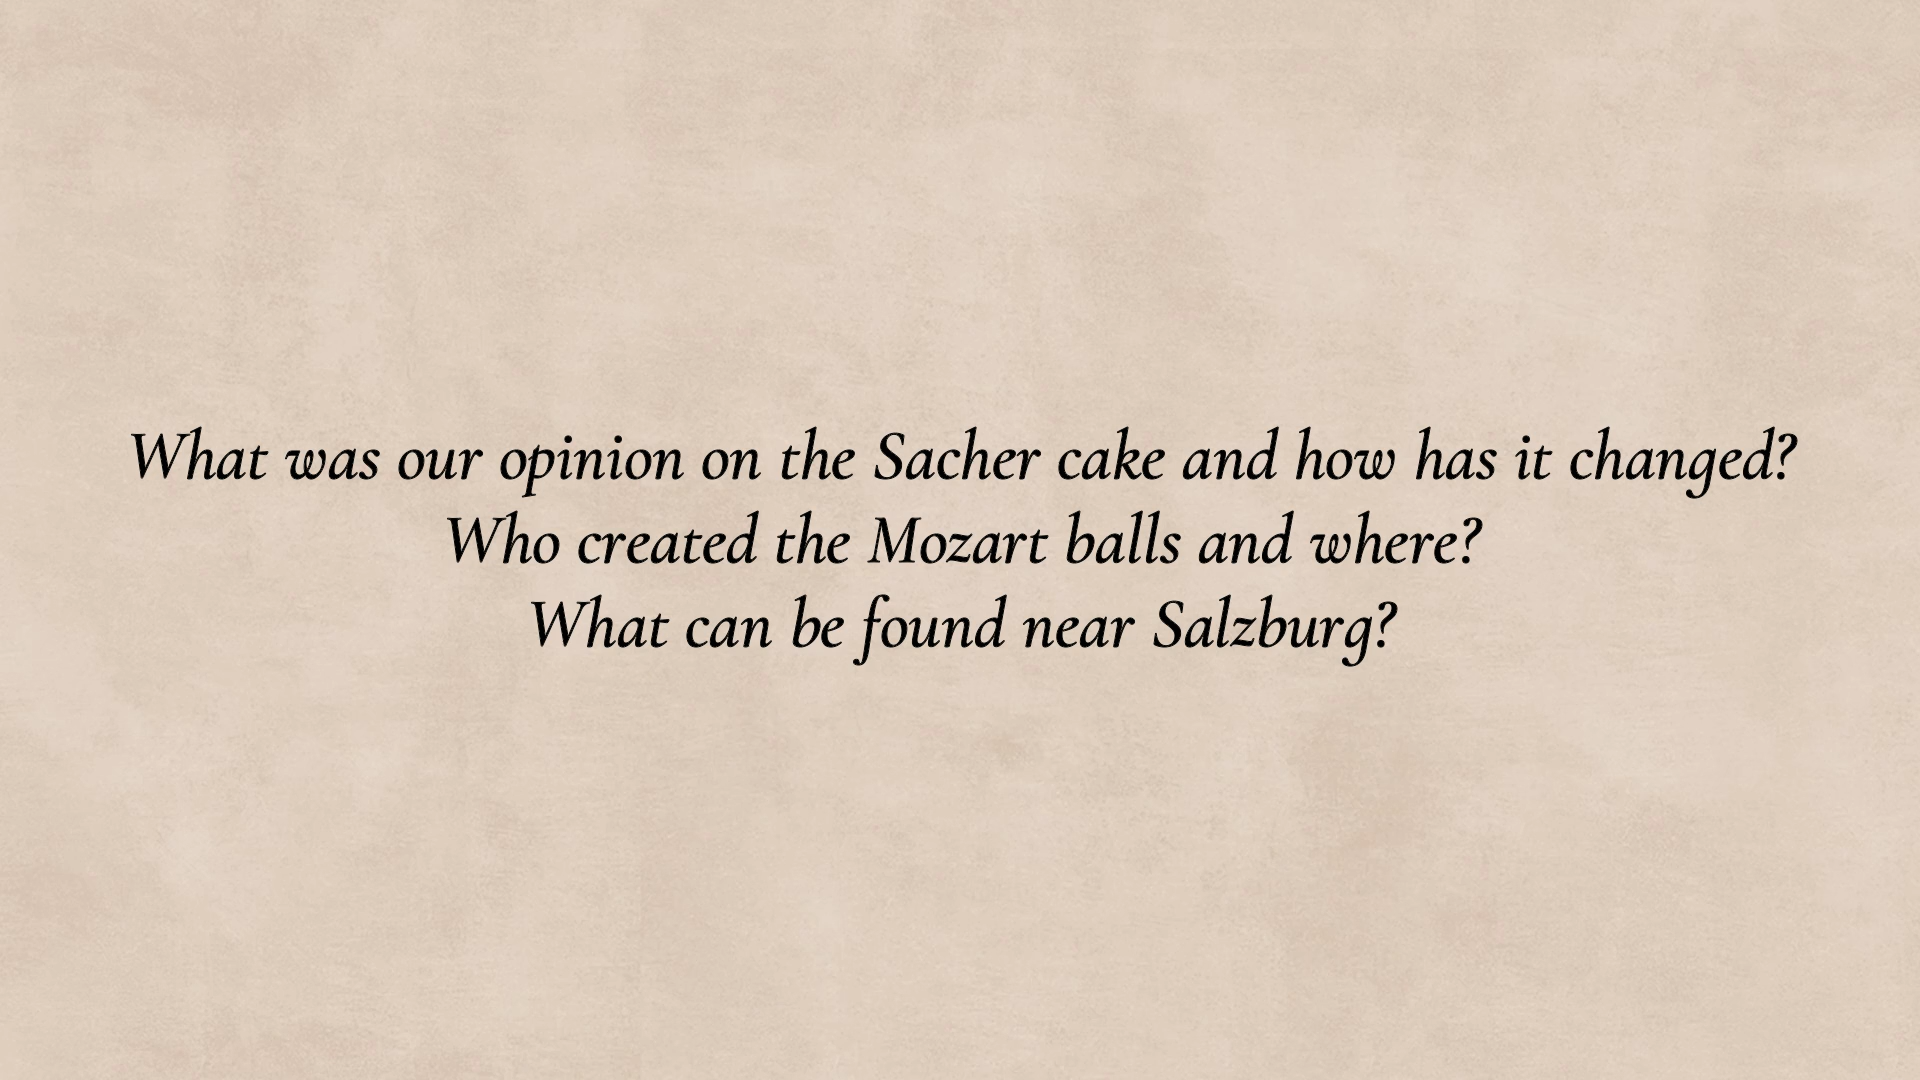 What was our opinion on the Sacher cake and how has it changed?
Who created the Mozart balls and where?
What can be found near Salzburg?